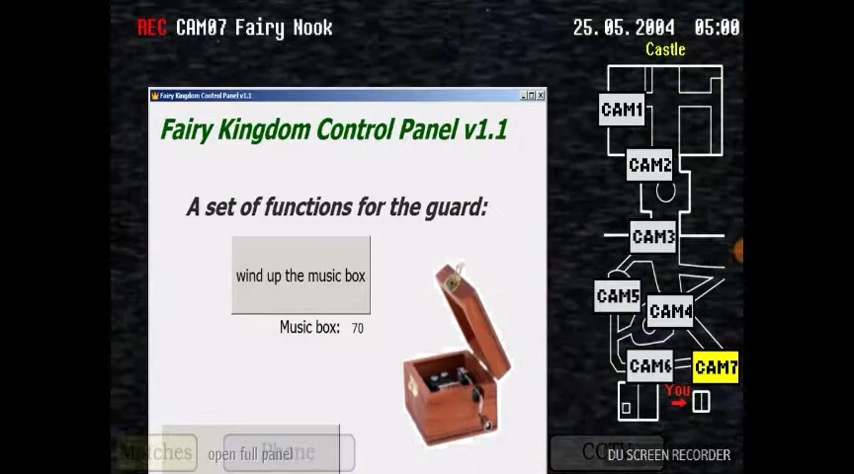 REC CAM07 Fairy Nook
25.05.2004 05:00
Castle
Fairy Kingdom Control Panel v1.1
Fairy Kingdom Control Panel v1.1
A set of functions for the guard:
wind up the music box
Music box: 70
CAM1
CAM2
CAM3
CAM5
CAM4
CAM6
CAM7
You
Matches
open full panel
Phone
CCTV
DU SCREEN RECORDER